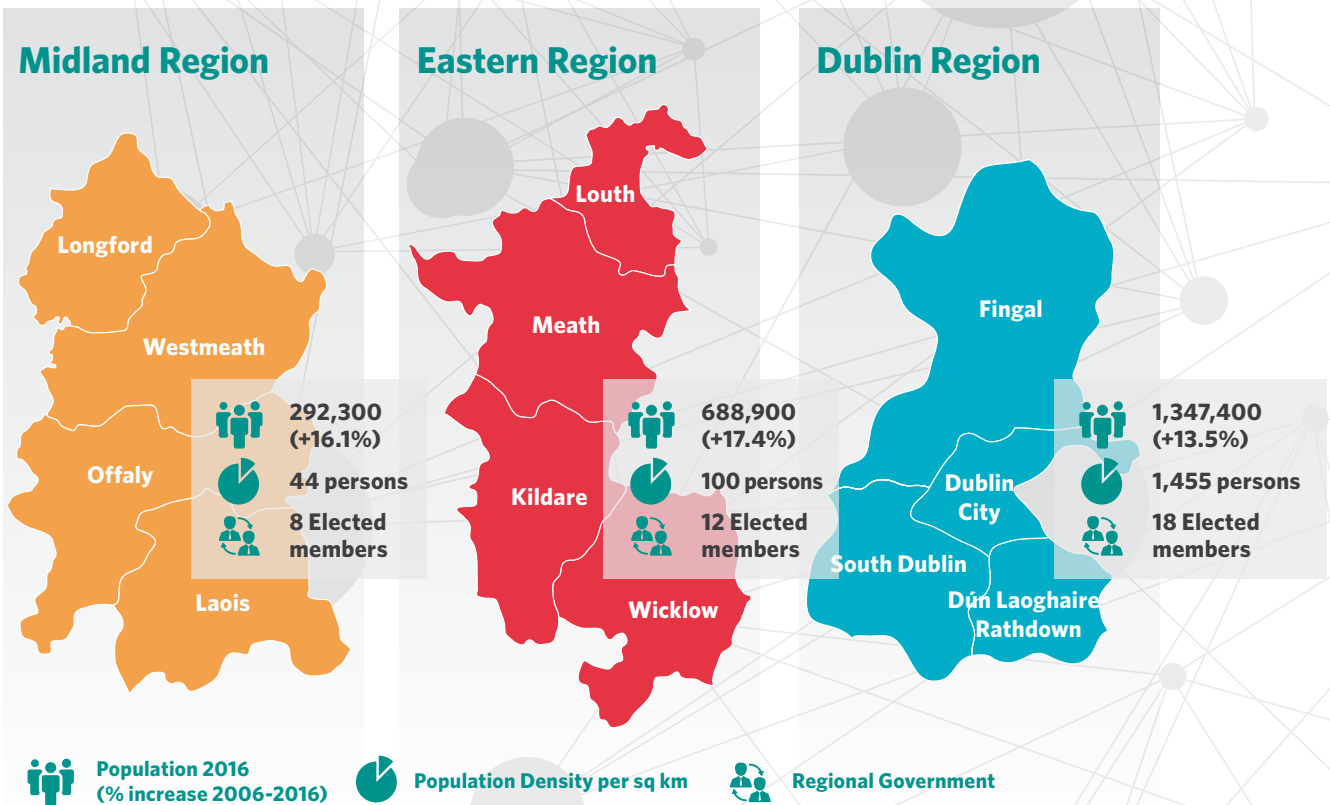 Midland Region
Longford
Westmeath
Offaly
Laois
292,300
(+16.1%)
44 persons
8 Elected
members
Eastern Region
Louth
Meath
Kildare
Wicklow
688,900
(+17.4%)
100 persons
12 Elected
members
Dublin Region
Fingal
Dublin
City
South Dublin
Dún Laoghaire
Rathdown
1,347,400
(+13.5%)
1,455 persons
18 Elected
members
Population 2016
(% increase 2006-2016)
Population Density per sq km
Regional Government